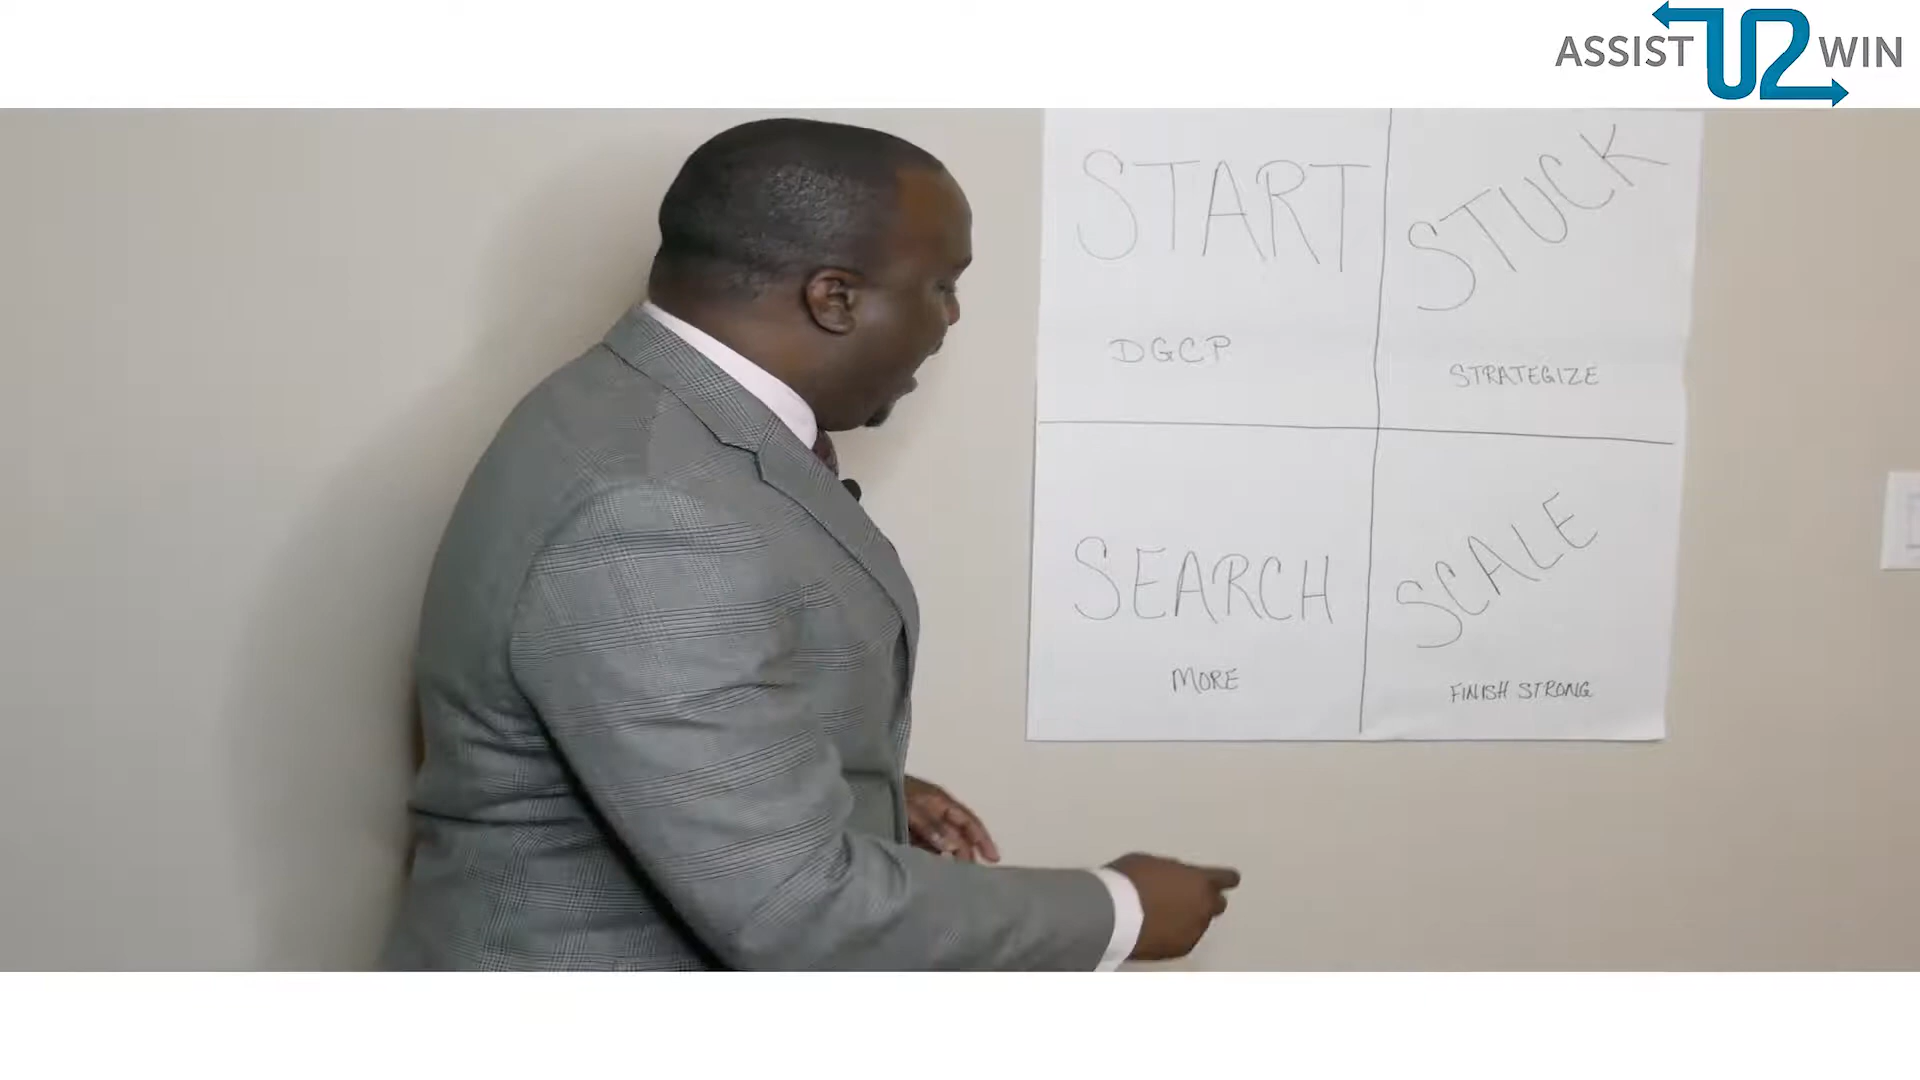 ASSIST U2 WIN
START
DGCP
STUCK
STRATEGIZE
SEARCH
MORE
SCALE
FINISH STRONG